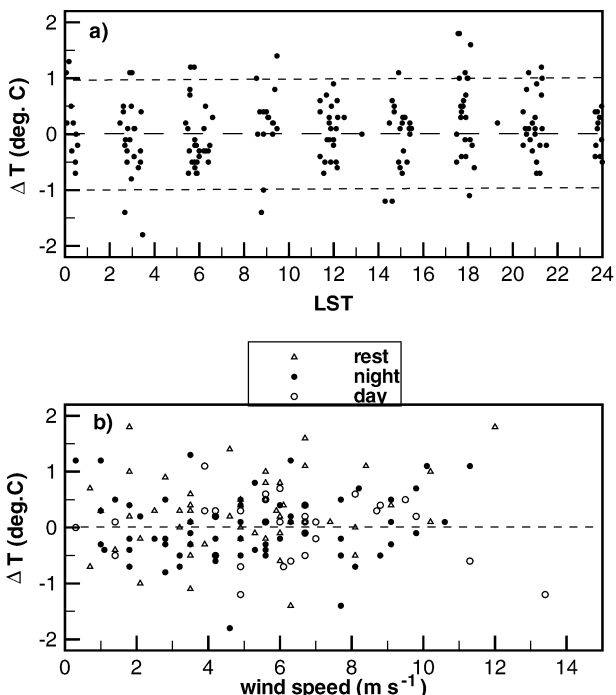 a)
2
1
0
-1
-2
Δ T (deg. C)
0 2 4 6 8 10 12 14 16 18 20 22 24
LST
rest
night
day
b)
2
1
0
-1
-2
Δ T (deg.C)
0 2 4 6 8 10 12 14
wind speed (m s⁻¹)